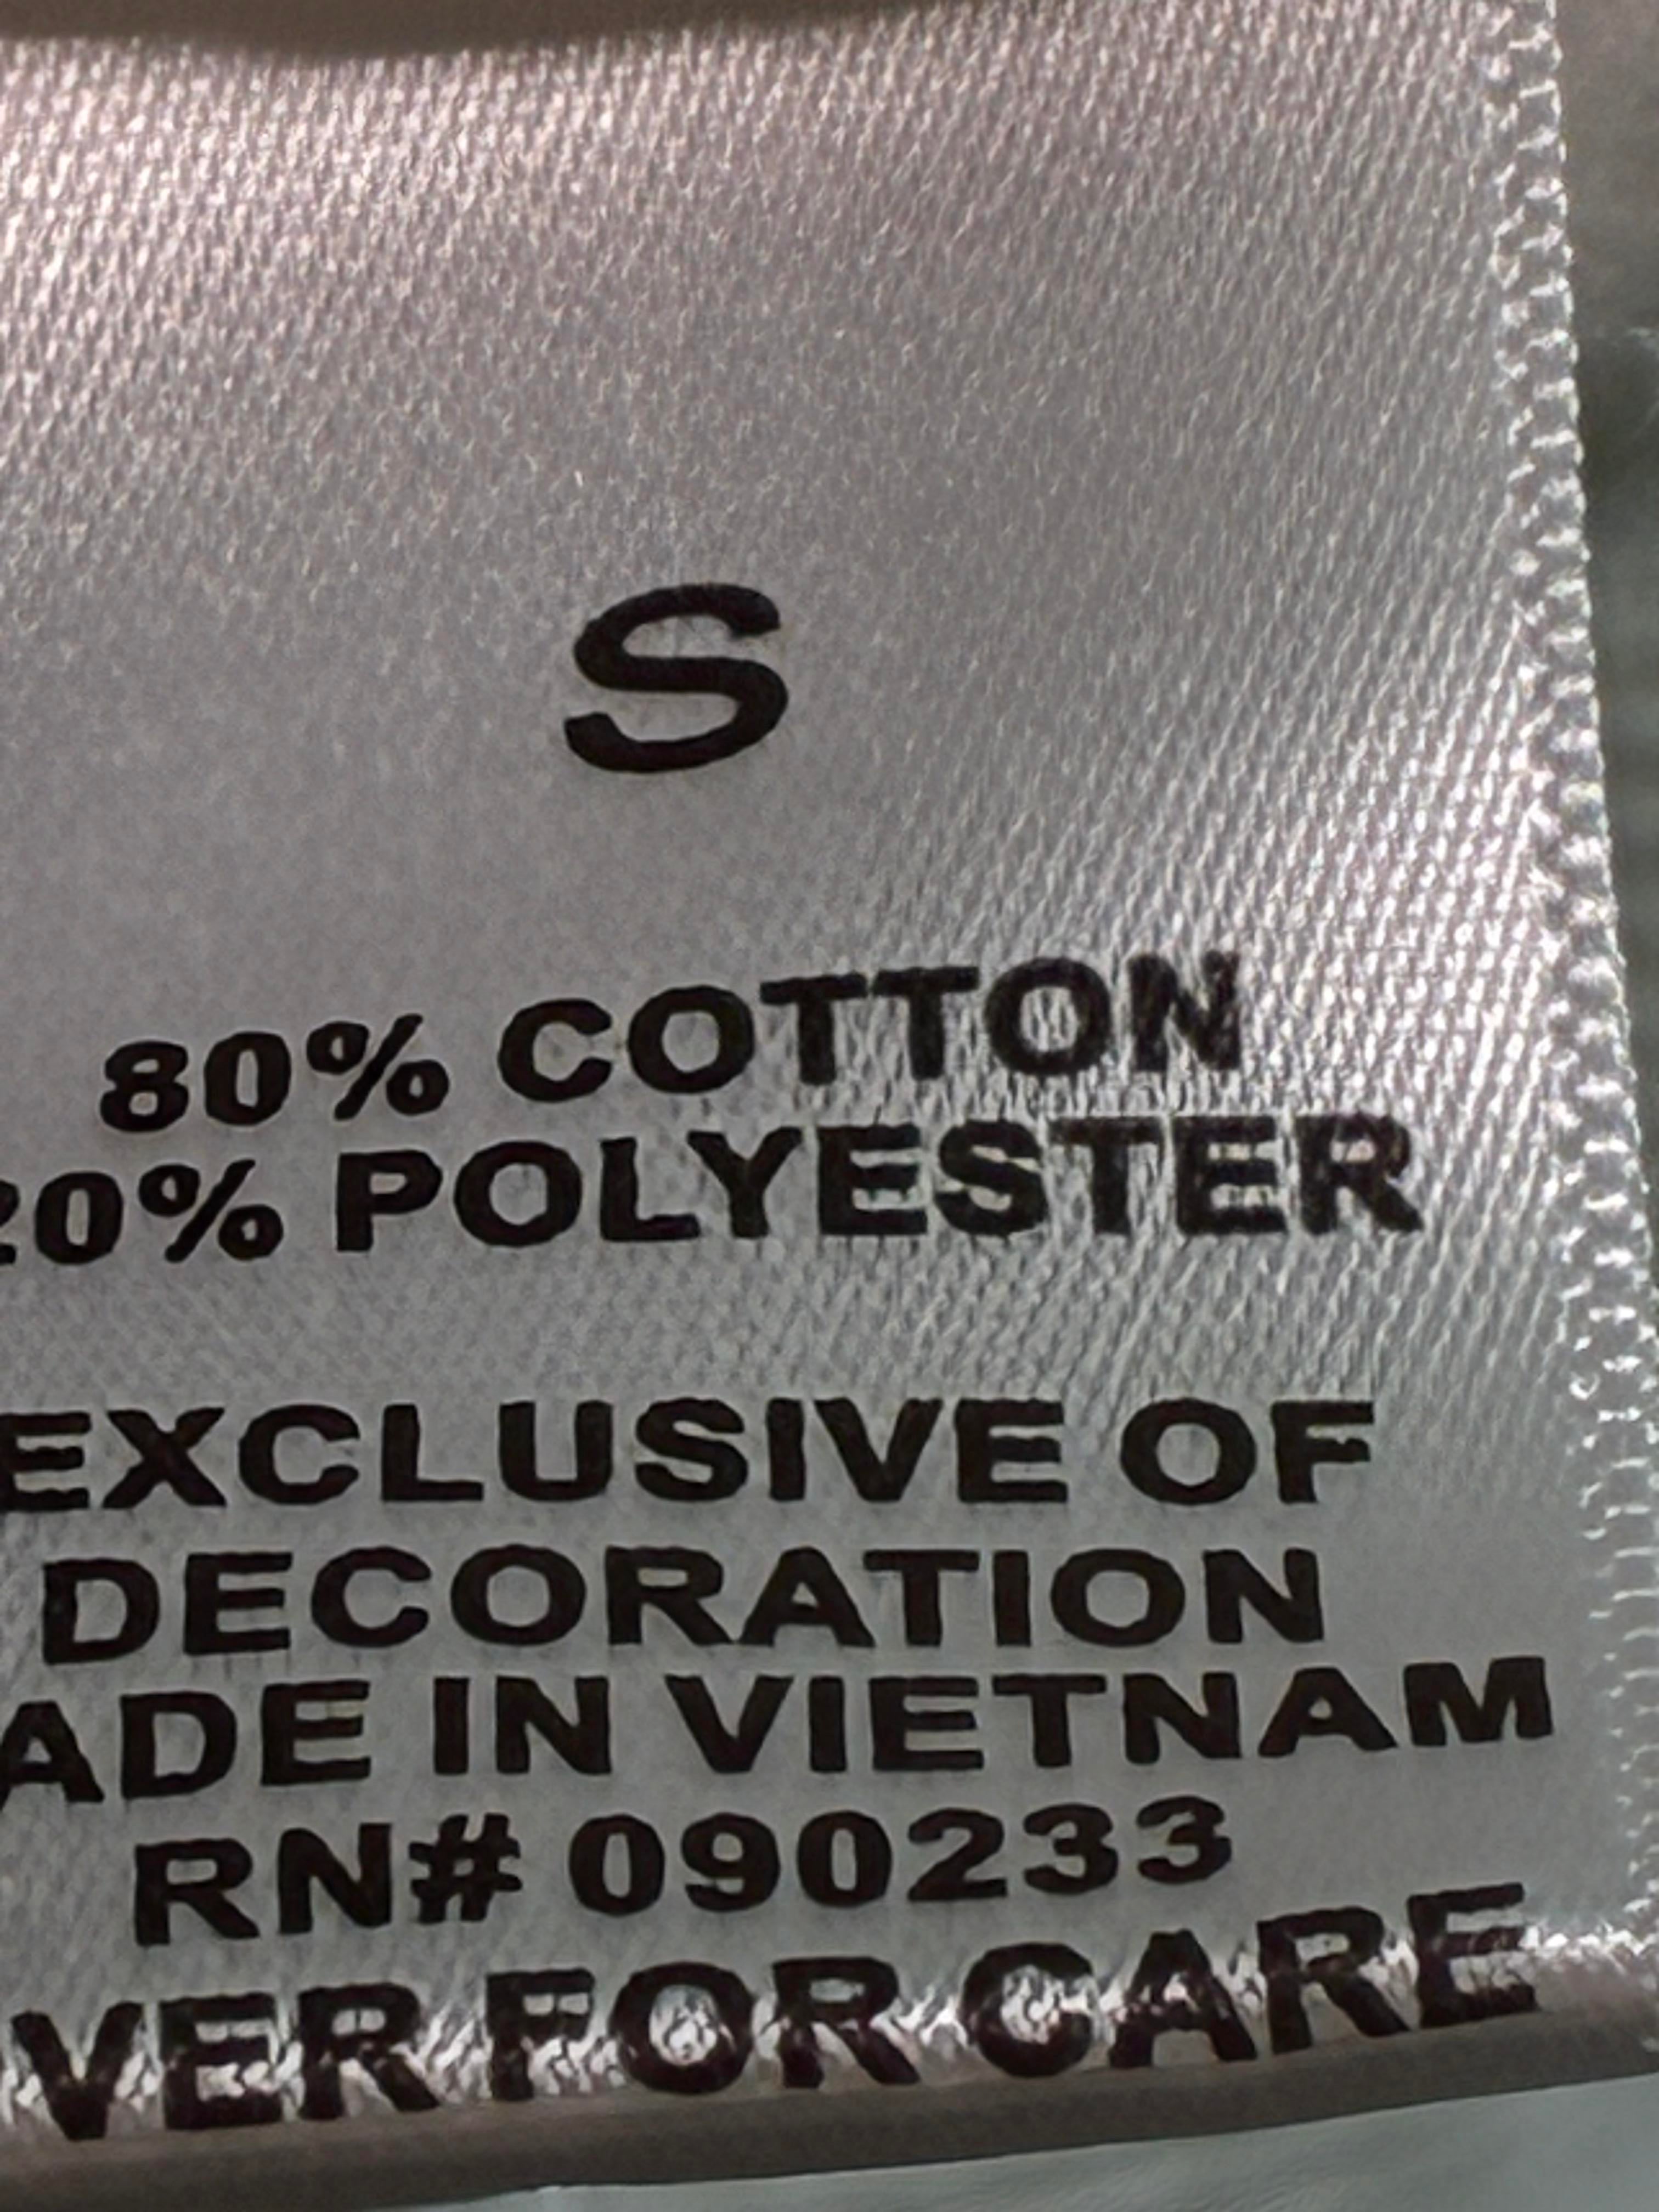 S
80% COTTON
20% POLYESTER
EXCLUSIVE OF
DECORATION
ADE IN VIETNAM
RN# 090233
VER FOR CARE